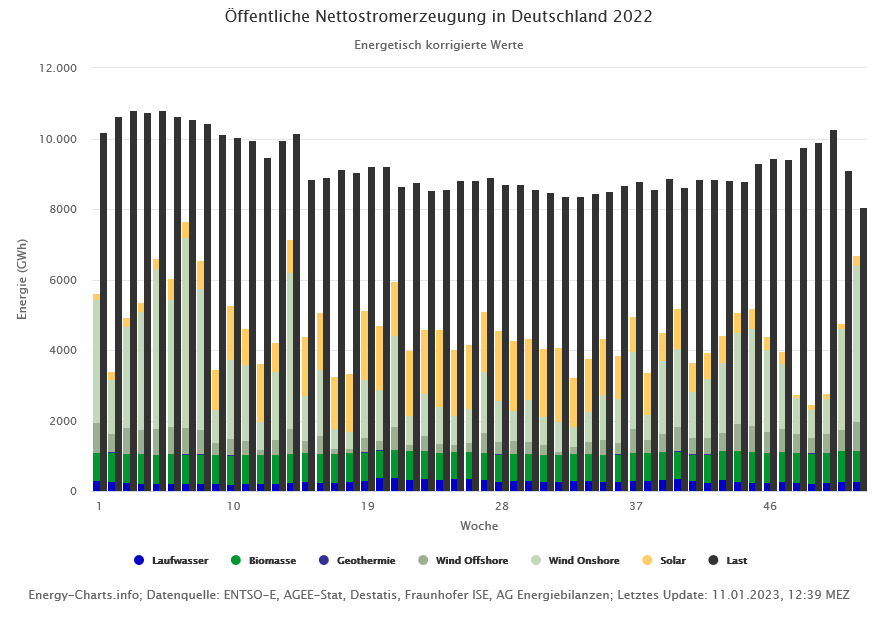 Öffentliche Nettostromerzeugung in Deutschland 2022
Energetisch korrigierte Werte
12.000
10.000
8000
6000
4000
2000
0
Energie (GWh)
1 10 19 28 37 46
Woche
Laufwasser Biomasse Geothermie Wind Offshore Wind Onshore Solar Last
Energy-Charts.info; Datenquelle: ENTSO-E, AGEE-Stat, Destatis, Fraunhofer ISE, AG Energiebilanzen; Letztes Update: 11.01.2023, 12:39 MEZ